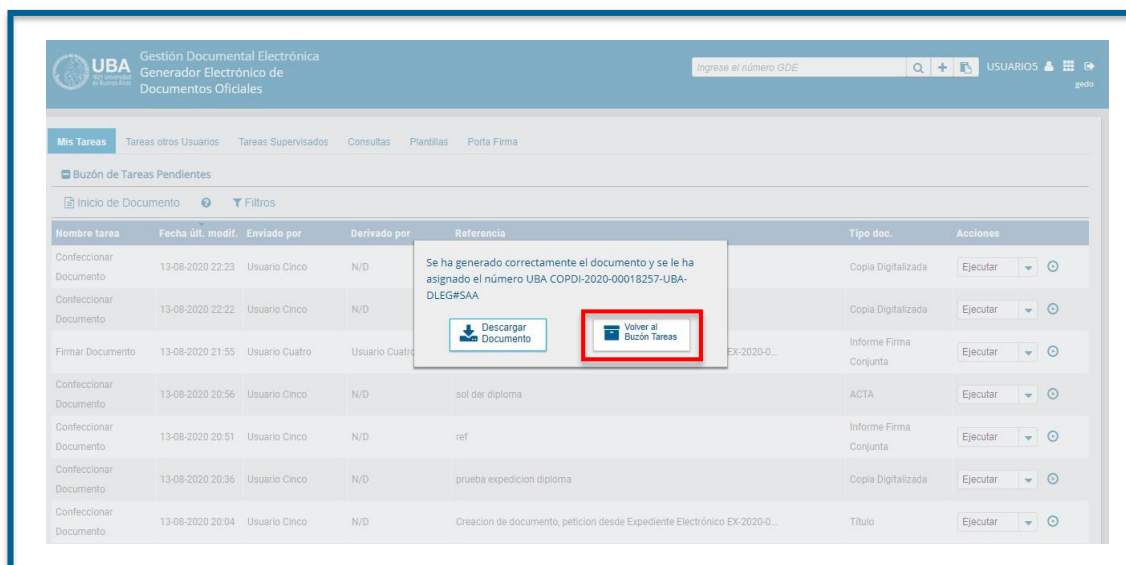 UBA
1821 Universidad
de Buenos Aires
Gestión Documental Electrónica
Generador Electrónico de
Documentos Oficiales
Ingrese el número GDE
USUARIO5
gedo
Mis Tareas Tareas otros Usuarios Tareas Supervisados Consultas Plantillas Porta Firma
Buzón de Tareas Pendientes
Inicio de Documento Filtros
Nombre tarea Fecha últ. modif. Enviado por Derivado por Referencia Tipo doc. Acciones
Confeccionar
Documento
13-08-2020 22:23 Usuario Cinco N/D Copia Digitalizada Ejecutar
Confeccionar
Documento
13-08-2020 22:22 Usuario Cinco N/D Copia Digitalizada Ejecutar
Firmar Documento 13-08-2020 21:55 Usuario Cuatro Usuario Cuatro EX-2020-0... Informe Firma
Conjunta
Ejecutar
Confeccionar
Documento
13-08-2020 20:56 Usuario Cinco N/D sol der diploma ACTA Ejecutar
Confeccionar
Documento
13-08-2020 20:51 Usuario Cinco N/D ref Informe Firma
Conjunta
Ejecutar
Confeccionar
Documento
13-08-2020 20:36 Usuario Cinco N/D prueba expedicion diploma Copia Digitalizada Ejecutar
Confeccionar
Documento
13-08-2020 20:04 Usuario Cinco N/D Creacion de documento, peticion desde Expediente Electrónico EX-2020-0... Título Ejecutar
Se ha generado correctamente el documento y se le ha
asignado el número UBA COPDI-2020-00018257-UBA-
DLEG#SAA
Descargar
Documento
Volver al
Buzón Tareas